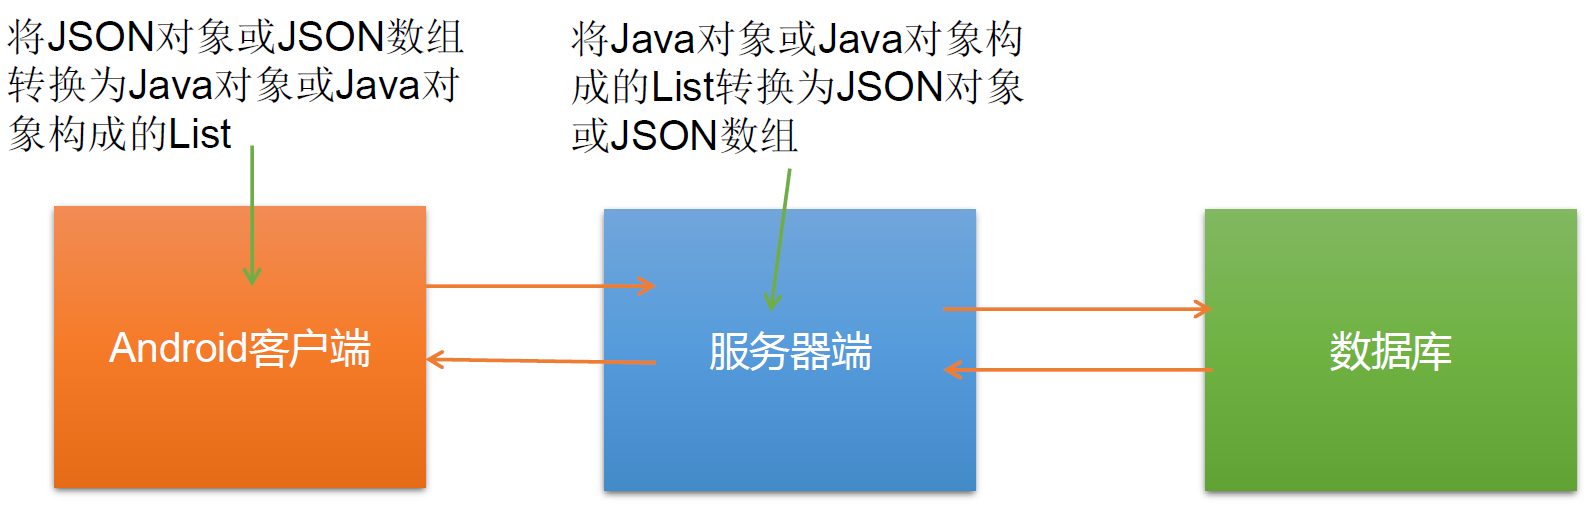 将JSON对象或JSON数组
转换为Java对象或Java对
象构成的List
将Java对象或Java对象构
成的List转换为JSON对象
或JSON数组
Android客户端
服务器端
数据库